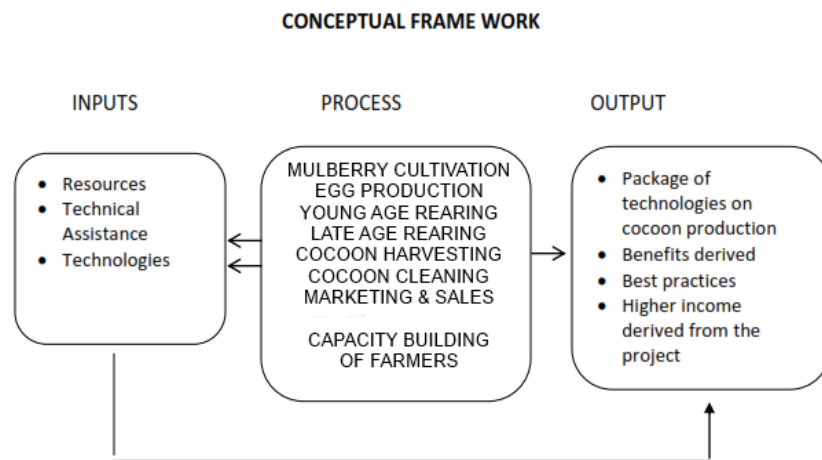 CONCEPTUAL FRAME WORK
INPUTS
PROCESS
OUTPUT
• Resources
• Technical
Assistance
• Technologies
MULBERRY CULTIVATION
EGG PRODUCTION
YOUNG AGE REARING
LATE AGE REARING
COCOON HARVESTING
COCOON CLEANING
MARKETING & SALES
CAPACITY BUILDING
OF FARMERS
• Package of
technologies on
cocoon production
• Benefits derived
• Best practices
• Higher income
derived from the
project